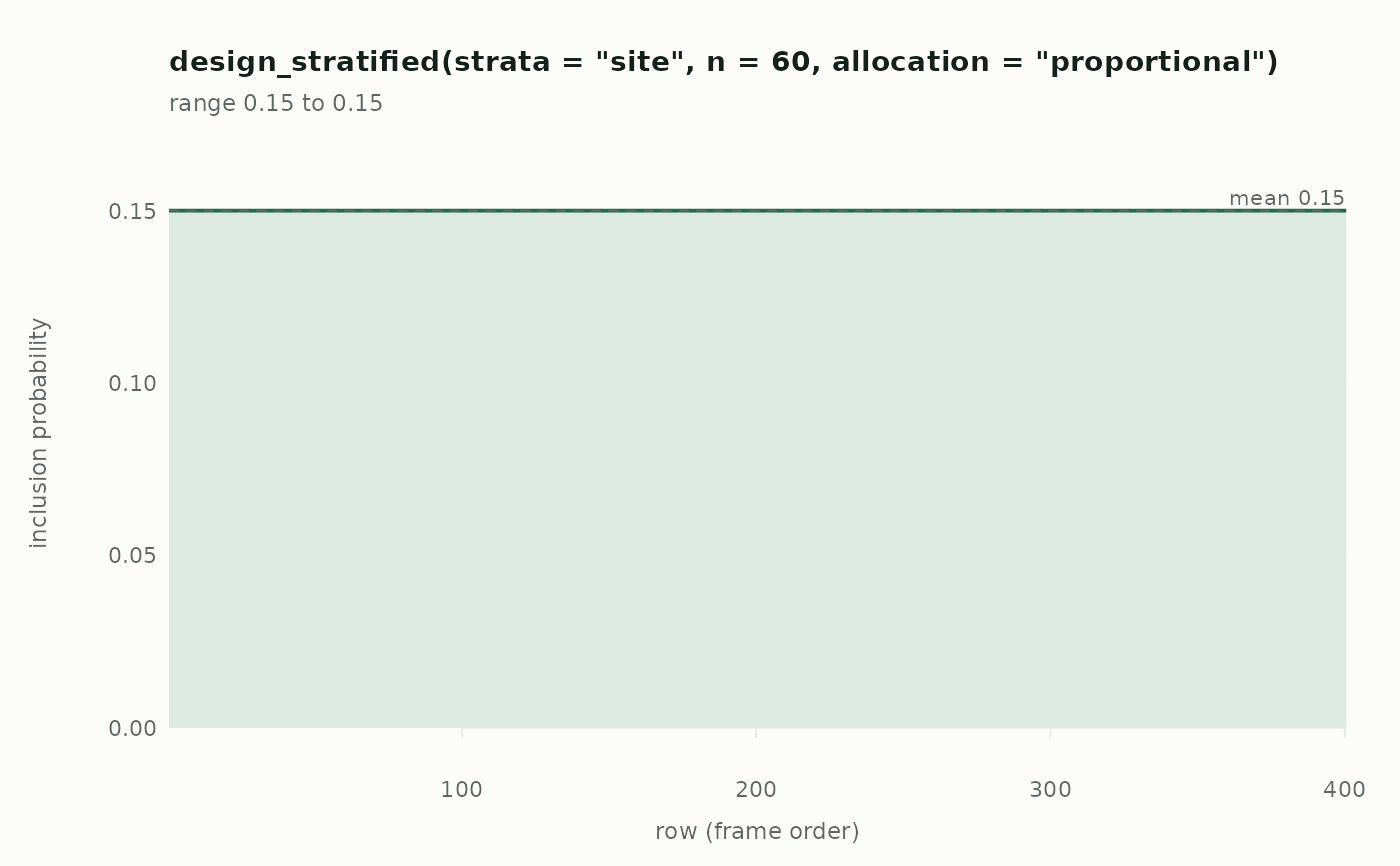 design_stratified(strata = "site", n = 60, allocation = "proportional")
range 0.15 to 0.15
mean 0.15
0.15
0.10
0.05
0.00
inclusion probability
100 200 300 400
row (frame order)